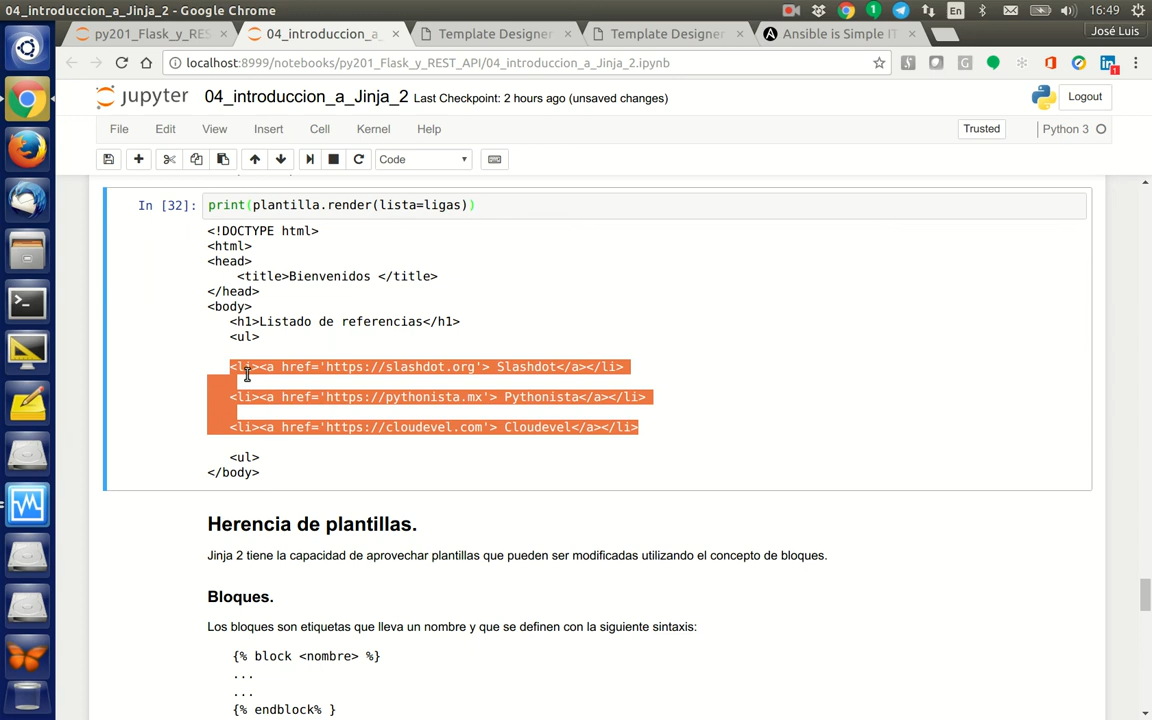 04_introduccion_a_Jinja_2 - Google Chrome
En
16:49
py201_Flask_y_RES
04_introduccion_a_
Template Designer
Template Designer
Ansible is Simple IT
José Luis
localhost:8999/notebooks/py201_Flask_y_REST_API/04_introduccion_a_Jinja_2.ipynb
jupyter 04_introduccion_a_Jinja_2 Last Checkpoint: 2 hours ago (unsaved changes)
Logout
File Edit View Insert Cell Kernel Help
Trusted
Python 3
Code
In [32]: print(plantilla.render(lista=ligas))
<!DOCTYPE html>
<html>
<head>
<title>Bienvenidos </title>
</head>
<body>
<h1>Listado de referencias</h1>
<ul>
<li><a href='https://slashdot.org'> Slashdot</a></li>
<li><a href='https://pythonista.mx'> Pythonista</a></li>
<li><a href='https://cloudevel.com'> Cloudevel</a></li>
<ul>
</body>
Herencia de plantillas.
Jinja 2 tiene la capacidad de aprovechar plantillas que pueden ser modificadas utilizando el concepto de bloques.
Bloques.
Los bloques son etiquetas que lleva un nombre y que se definen con la siguiente sintaxis:
{% block <nombre> %}
...
...
{% endblock% }